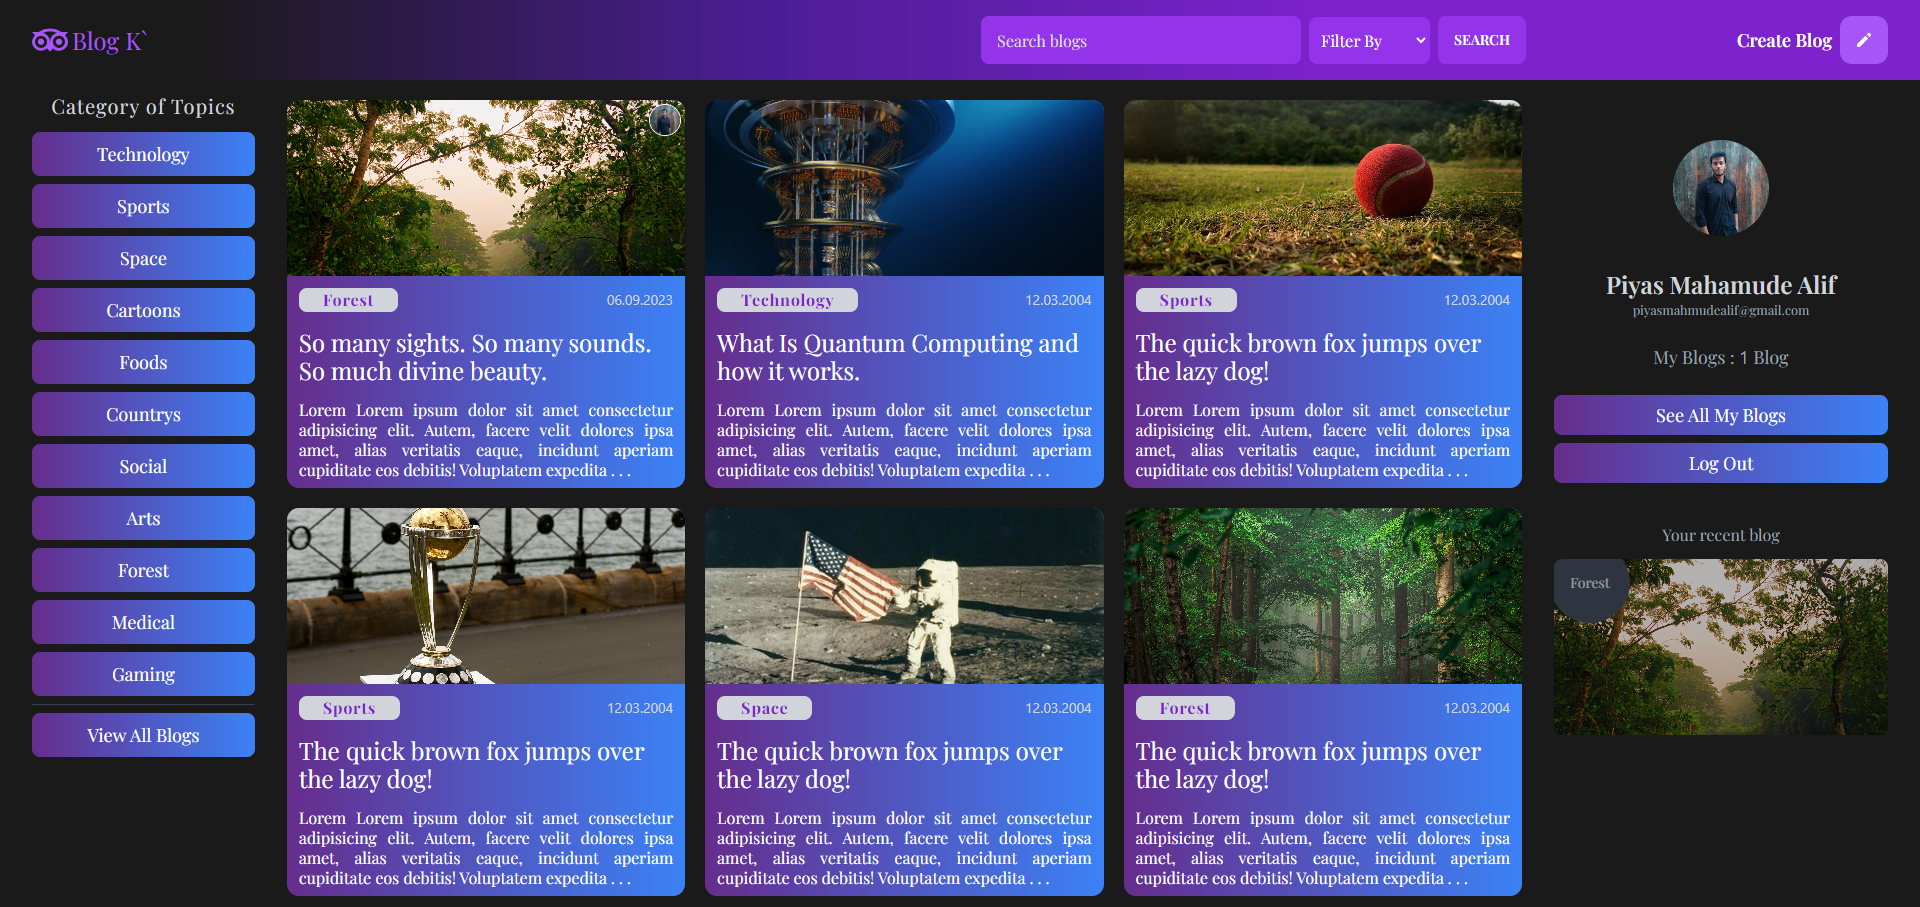 Blog K`
Search blogs
Filter By
SEARCH
Create Blog
Category of Topics
Technology
Sports
Space
Cartoons
Foods
Countrys
Social
Arts
Forest
Medical
Gaming
View All Blogs
Forest
06.09.2023
So many sights. So many sounds.
So much divine beauty.
Lorem Lorem ipsum dolor sit amet consectetur
adipisicing elit. Autem, facere velit dolores ipsa
amet, alias veritatis eaque, incidunt aperiam
cupiditate eos debitis! Voluptatem expedita . . .
Technology
12.03.2004
What Is Quantum Computing and
how it works.
Lorem Lorem ipsum dolor sit amet consectetur
adipisicing elit. Autem, facere velit dolores ipsa
amet, alias veritatis eaque, incidunt aperiam
cupiditate eos debitis! Voluptatem expedita . . .
Sports
12.03.2004
The quick brown fox jumps over
the lazy dog!
Lorem Lorem ipsum dolor sit amet consectetur
adipisicing elit. Autem, facere velit dolores ipsa
amet, alias veritatis eaque, incidunt aperiam
cupiditate eos debitis! Voluptatem expedita . . .
Sports
12.03.2004
The quick brown fox jumps over
the lazy dog!
Lorem Lorem ipsum dolor sit amet consectetur
adipisicing elit. Autem, facere velit dolores ipsa
amet, alias veritatis eaque, incidunt aperiam
cupiditate eos debitis! Voluptatem expedita . . .
Space
12.03.2004
The quick brown fox jumps over
the lazy dog!
Lorem Lorem ipsum dolor sit amet consectetur
adipisicing elit. Autem, facere velit dolores ipsa
amet, alias veritatis eaque, incidunt aperiam
cupiditate eos debitis! Voluptatem expedita . . .
Forest
12.03.2004
The quick brown fox jumps over
the lazy dog!
Lorem Lorem ipsum dolor sit amet consectetur
adipisicing elit. Autem, facere velit dolores ipsa
amet, alias veritatis eaque, incidunt aperiam
cupiditate eos debitis! Voluptatem expedita . . .
Piyas Mahamude Alif
piyasmahmudealif@gmail.com
My Blogs : 1 Blog
See All My Blogs
Log Out
Your recent blog
Forest